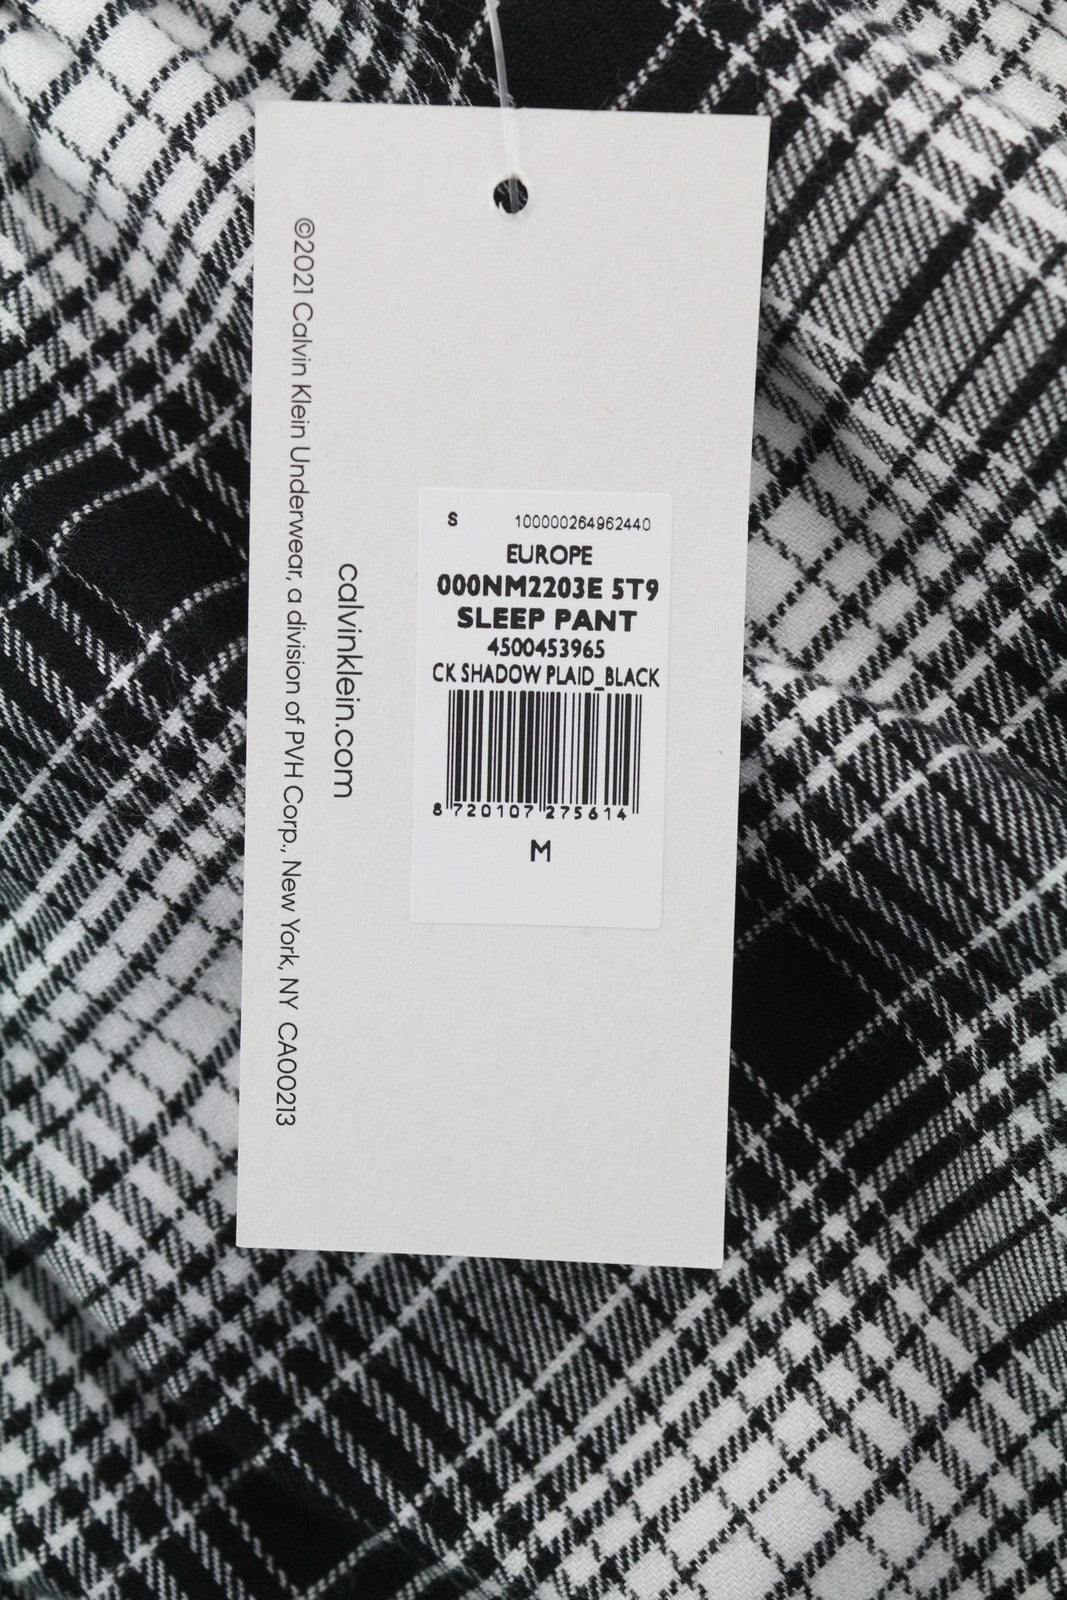 ©2021 Calvin Klein Underwear, a division of PVH Corp., New York, NY CA00213
calvinklein.com
S 100000264962440
EUROPE
000NM2203E 5T9
SLEEP PANT
4500453965
CK SHADOW PLAID_BLACK
8 720107 275614
M